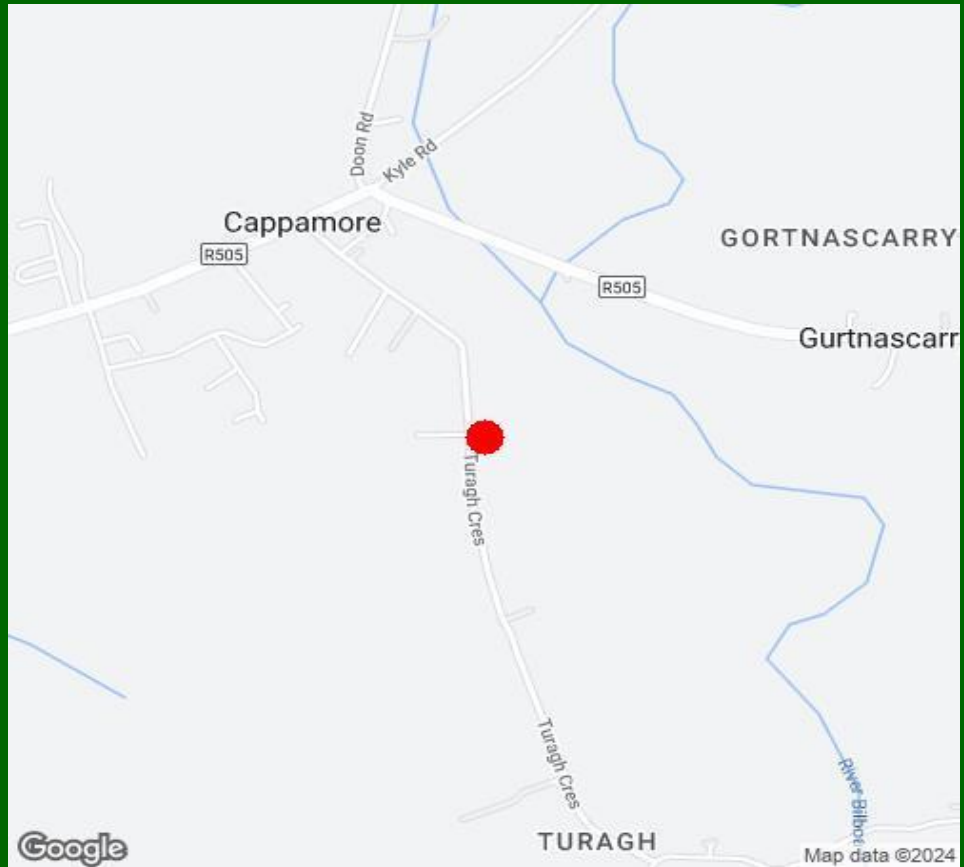 Doon Rd
Kyle Rd
Cappamore
R505
GORTNASCARRY
R505
Gurtnascarr
Turagh Cres
Turagh Cres
River Bilbo
TURAGH
Google
Map data ©2024